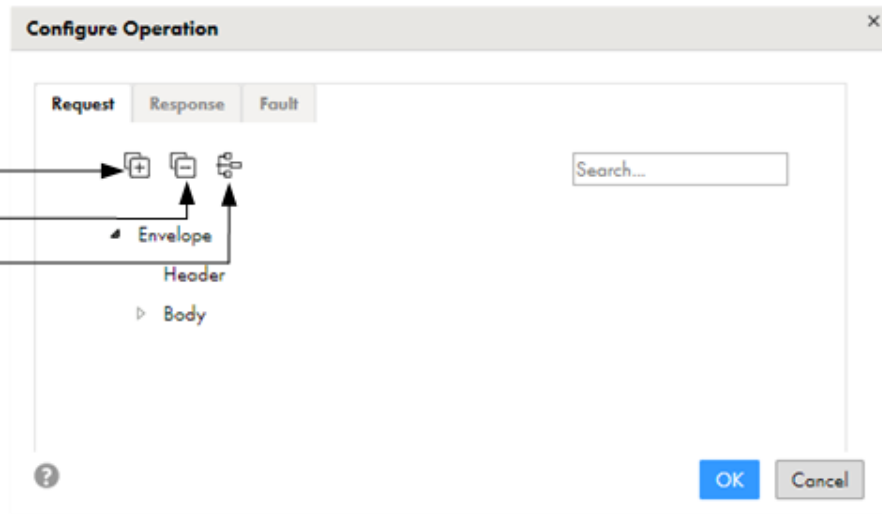 Configure Operation ×
Request Response Fault
Search...
Envelope
Header
Body
?
OK Cancel